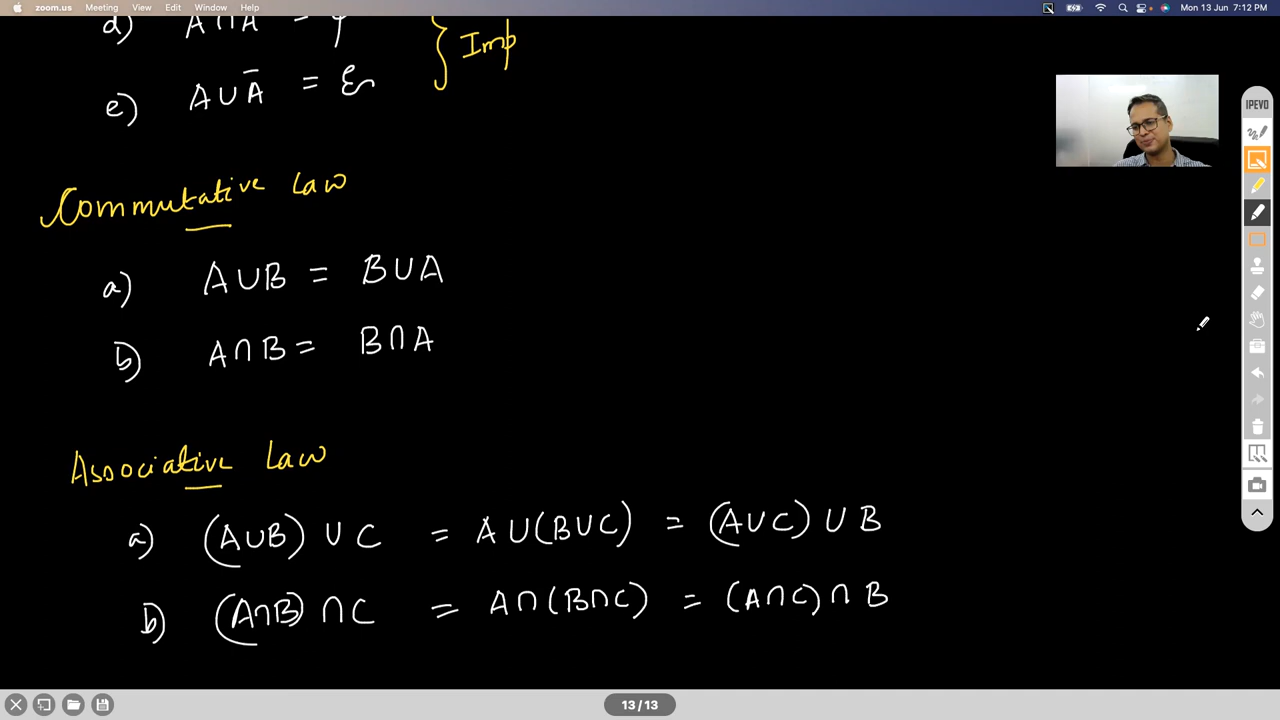 zoom.us Meeting View Edit Window Help Mon 13 Jun 7:12 PM
d) A∩Ā = φ
} Imp
e) A∪Ā = ξ
IPEVO
Commutative Law
a) A∪B = B∪A
b) A∩B = B∩A
Associative Law
a) (A∪B) ∪ C = A∪(B∪C) = (A∪C) ∪ B
b) (A∩B) ∩C = A∩(B∩C) = (A∩C) ∩ B
13/13